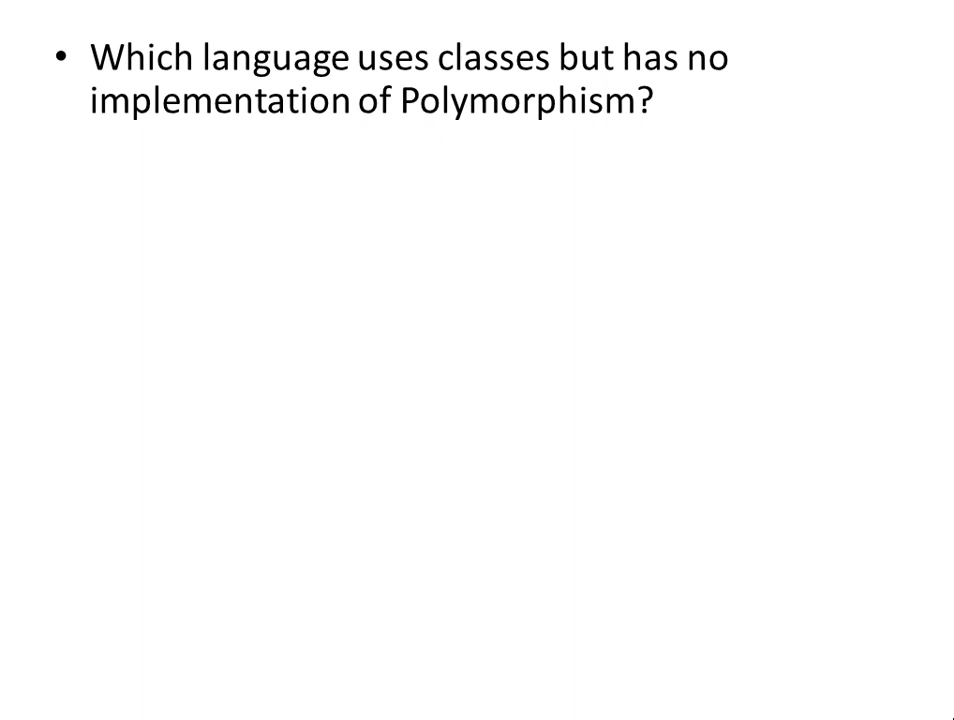 • Which language uses classes but has no
implementation of Polymorphism?